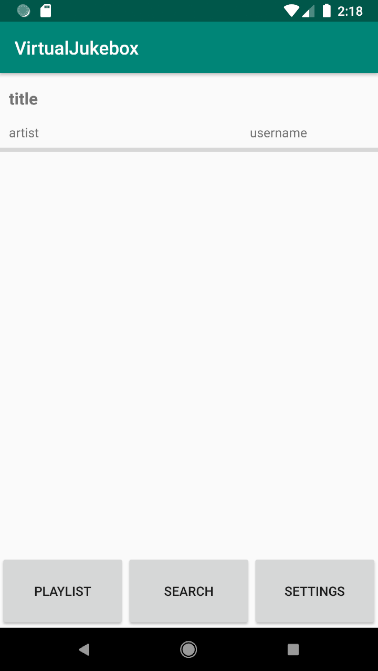 2:18
VirtualJukebox
title
artist username
PLAYLIST SEARCH SETTINGS